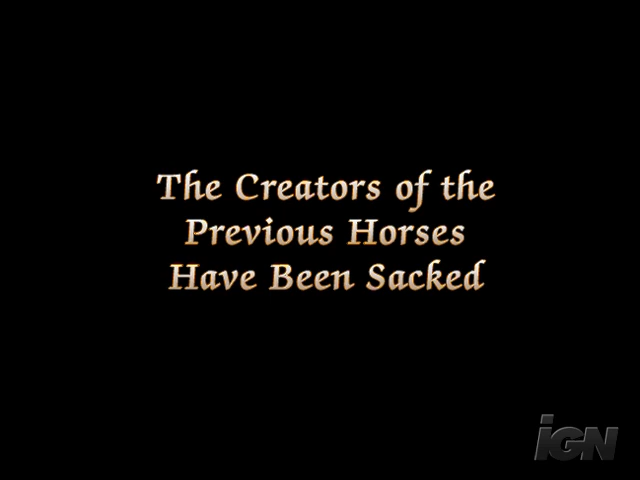 The Creators of the
Previous Horses
Have Been Sacked
IGN